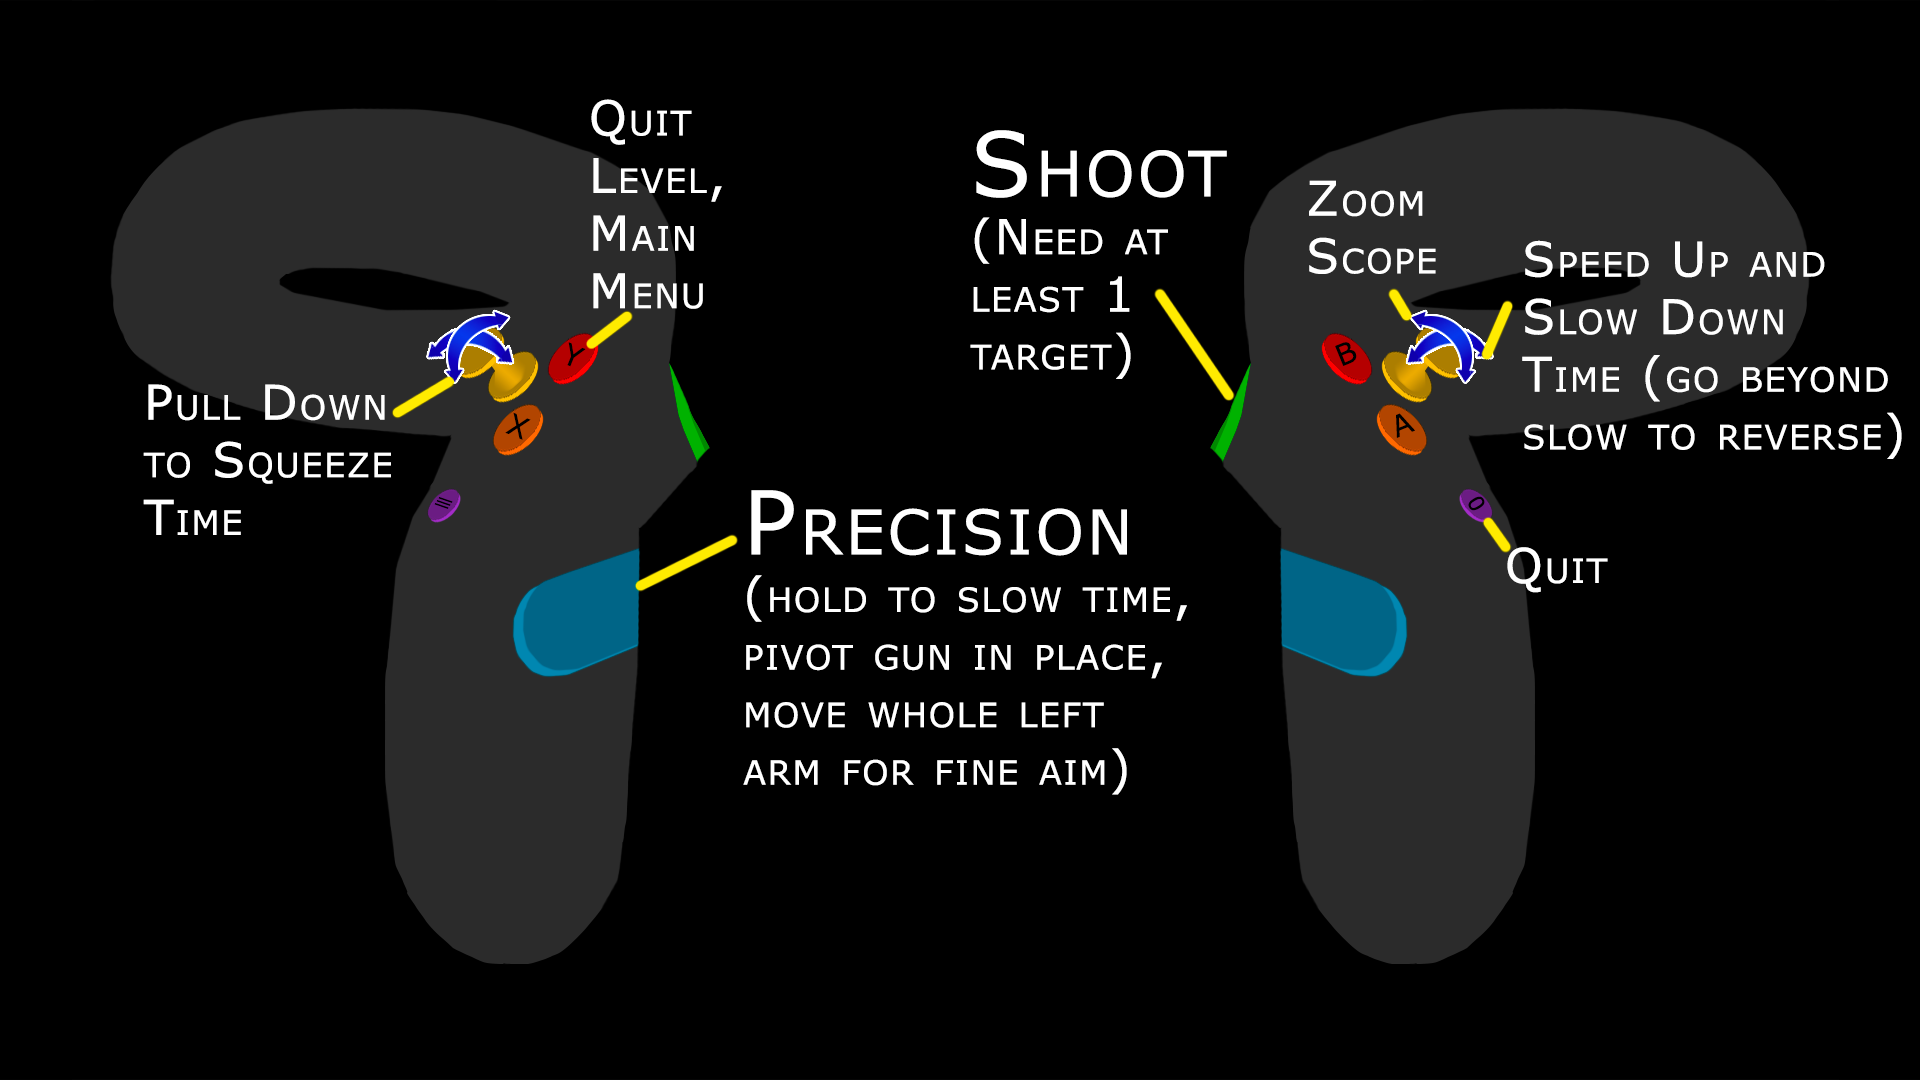 Quit
Level,
Main
Menu
Y
Pull Down
to Squeeze
Time
X
≡
Precision
(hold to slow time,
pivot gun in place,
move whole left
arm for fine aim)
Shoot
(Need at
least 1
target)
Zoom
Scope
Speed Up and
Slow Down
Time (go beyond
slow to reverse)
B
A
0
Quit